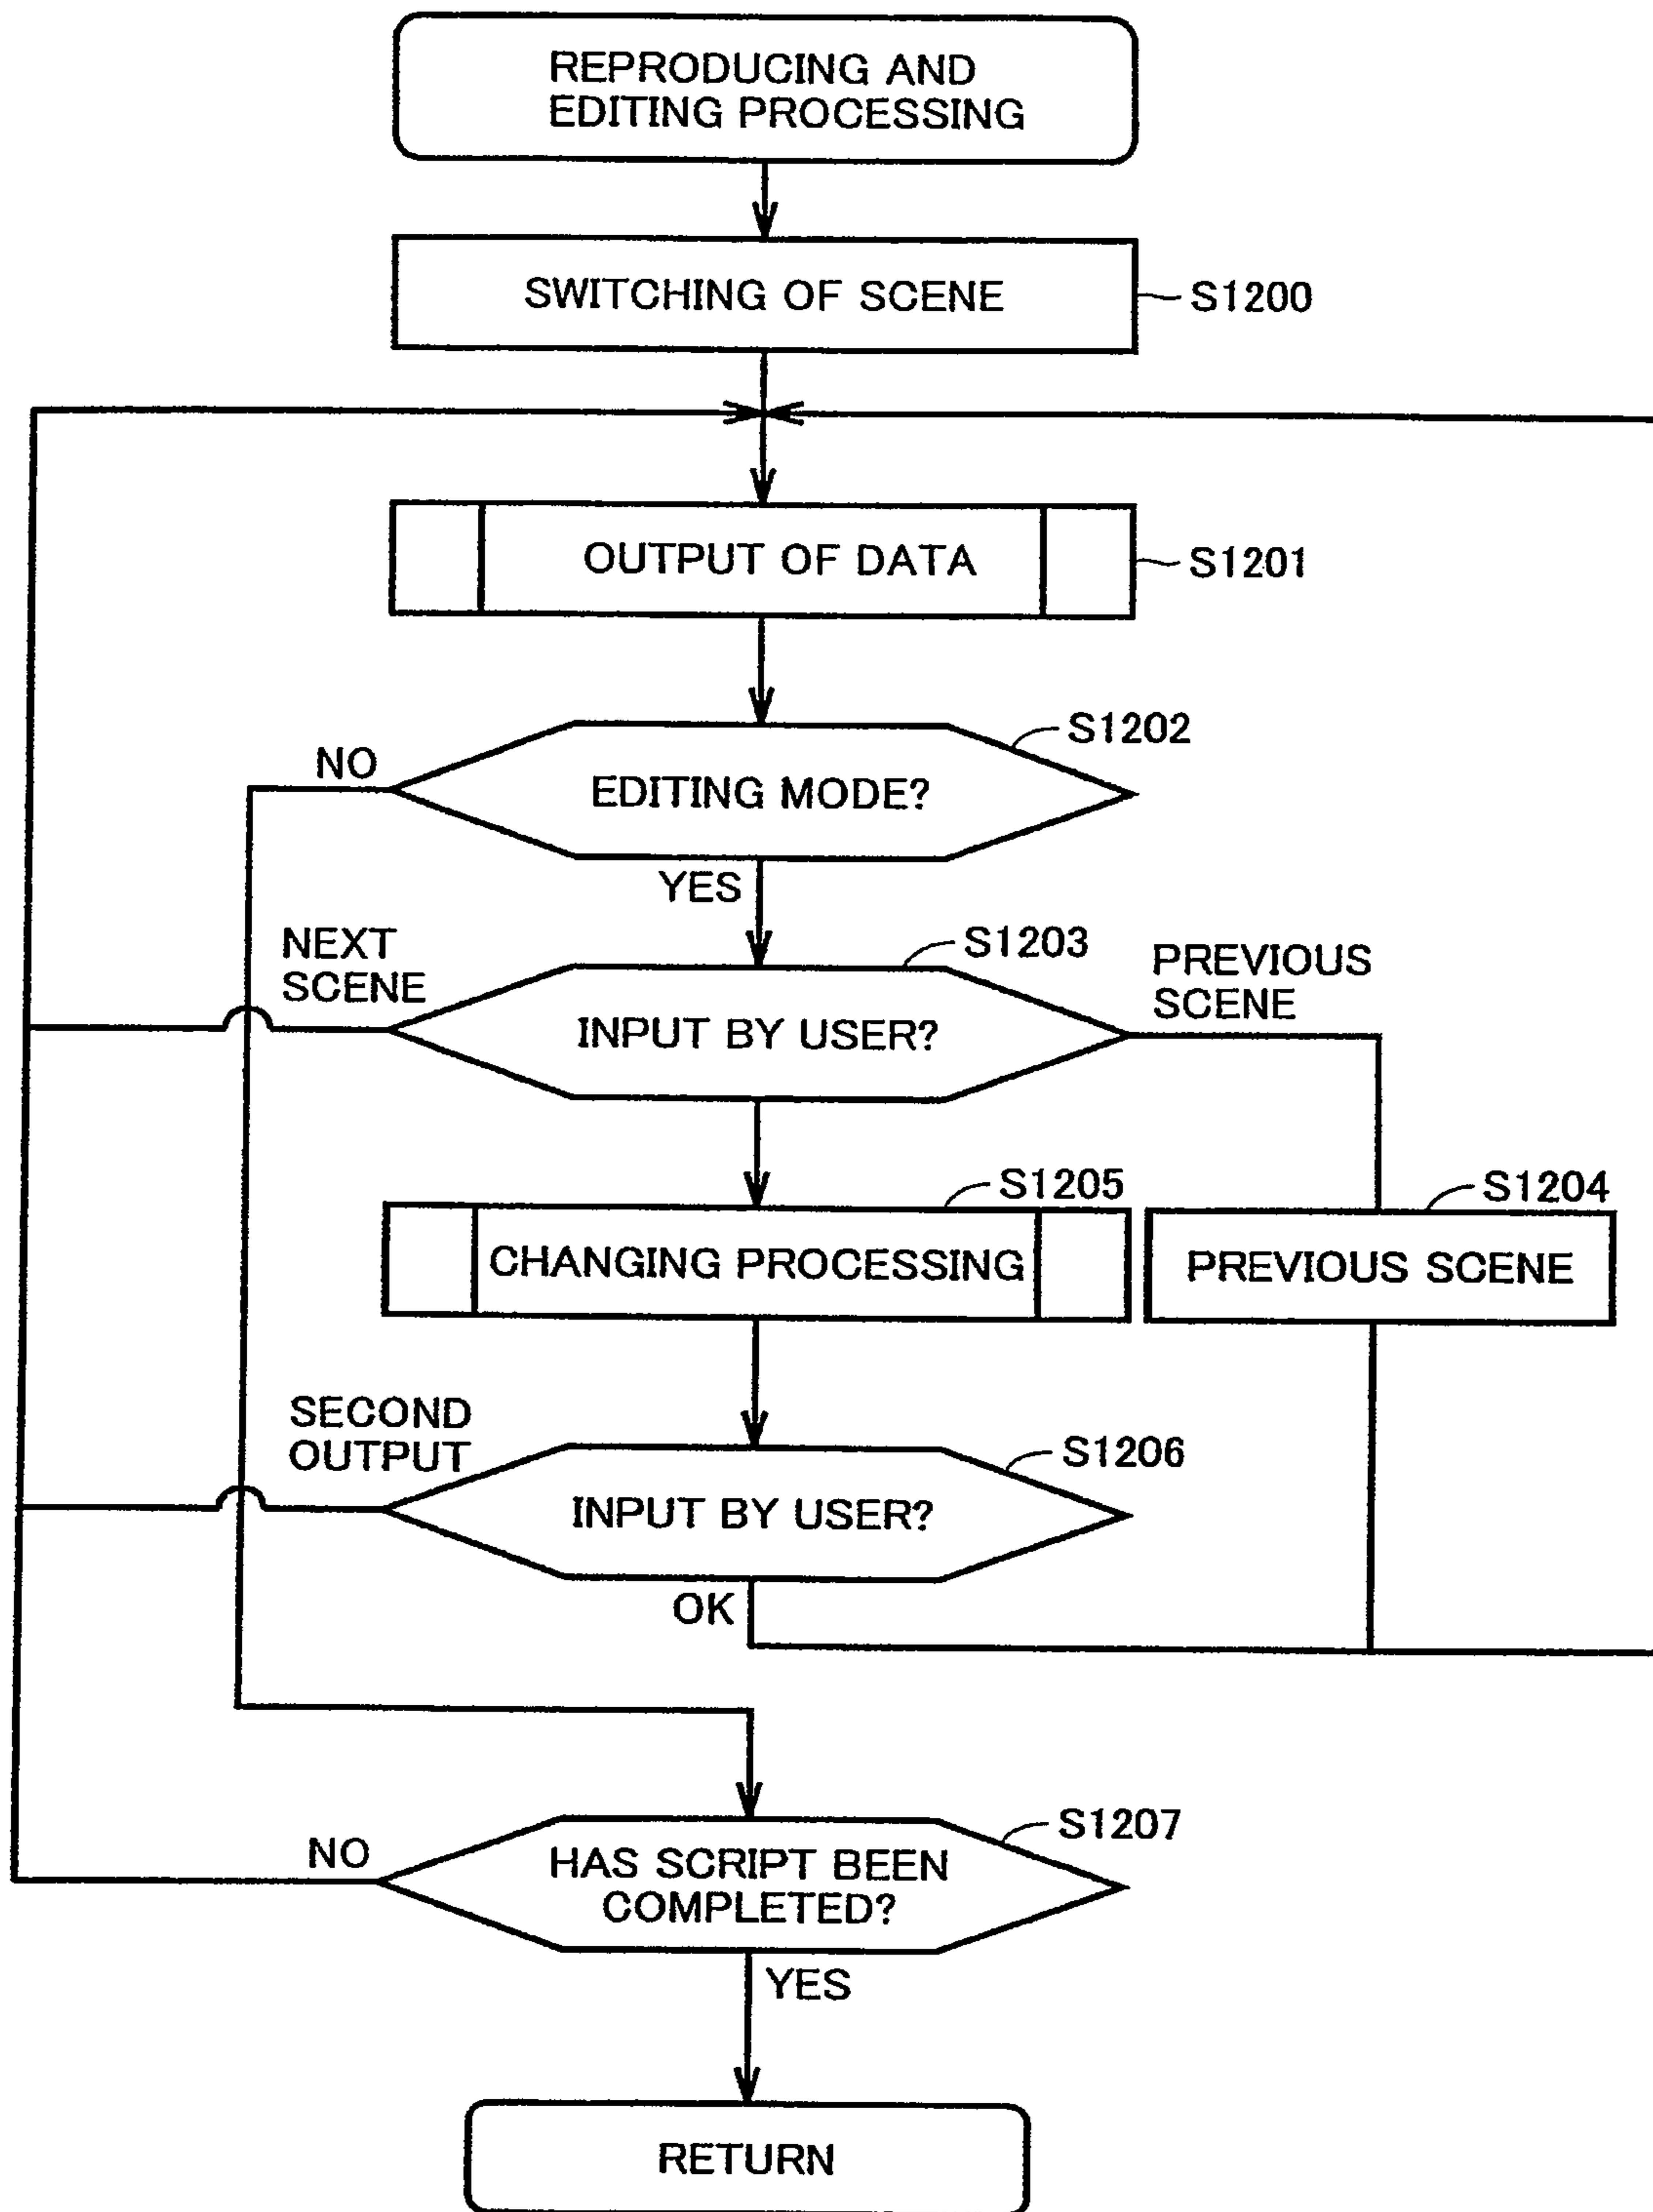 REPRODUCING AND
EDITING PROCESSING
SWITCHING OF SCENE
S1200
OUTPUT OF DATA
S1201
S1202
NO
EDITING MODE?
YES
NEXT
SCENE
S1203
PREVIOUS
SCENE
INPUT BY USER?
S1205
S1204
CHANGING PROCESSING
PREVIOUS SCENE
SECOND
OUTPUT
S1206
INPUT BY USER?
OK
S1207
NO
HAS SCRIPT BEEN
COMPLETED?
YES
RETURN